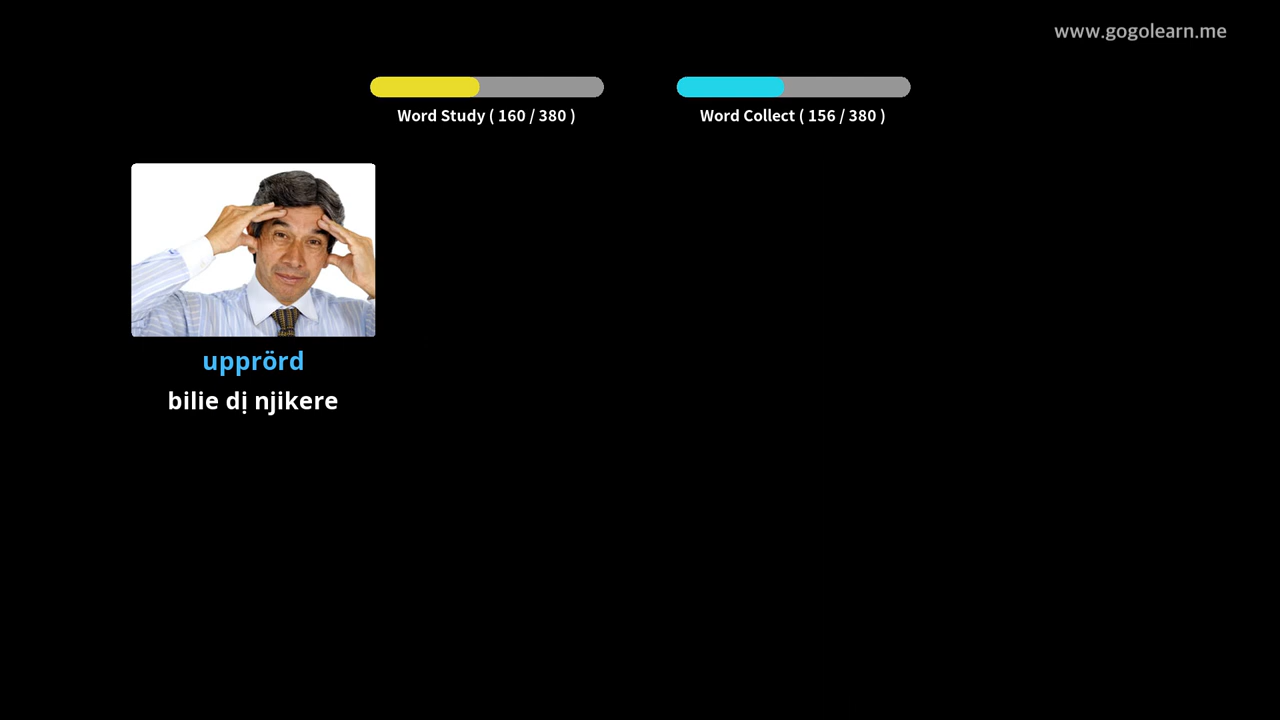 www.gogolearn.me
Word Study ( 160 / 380 )
Word Collect ( 156 / 380 )
upprörd
bilie dị njikere